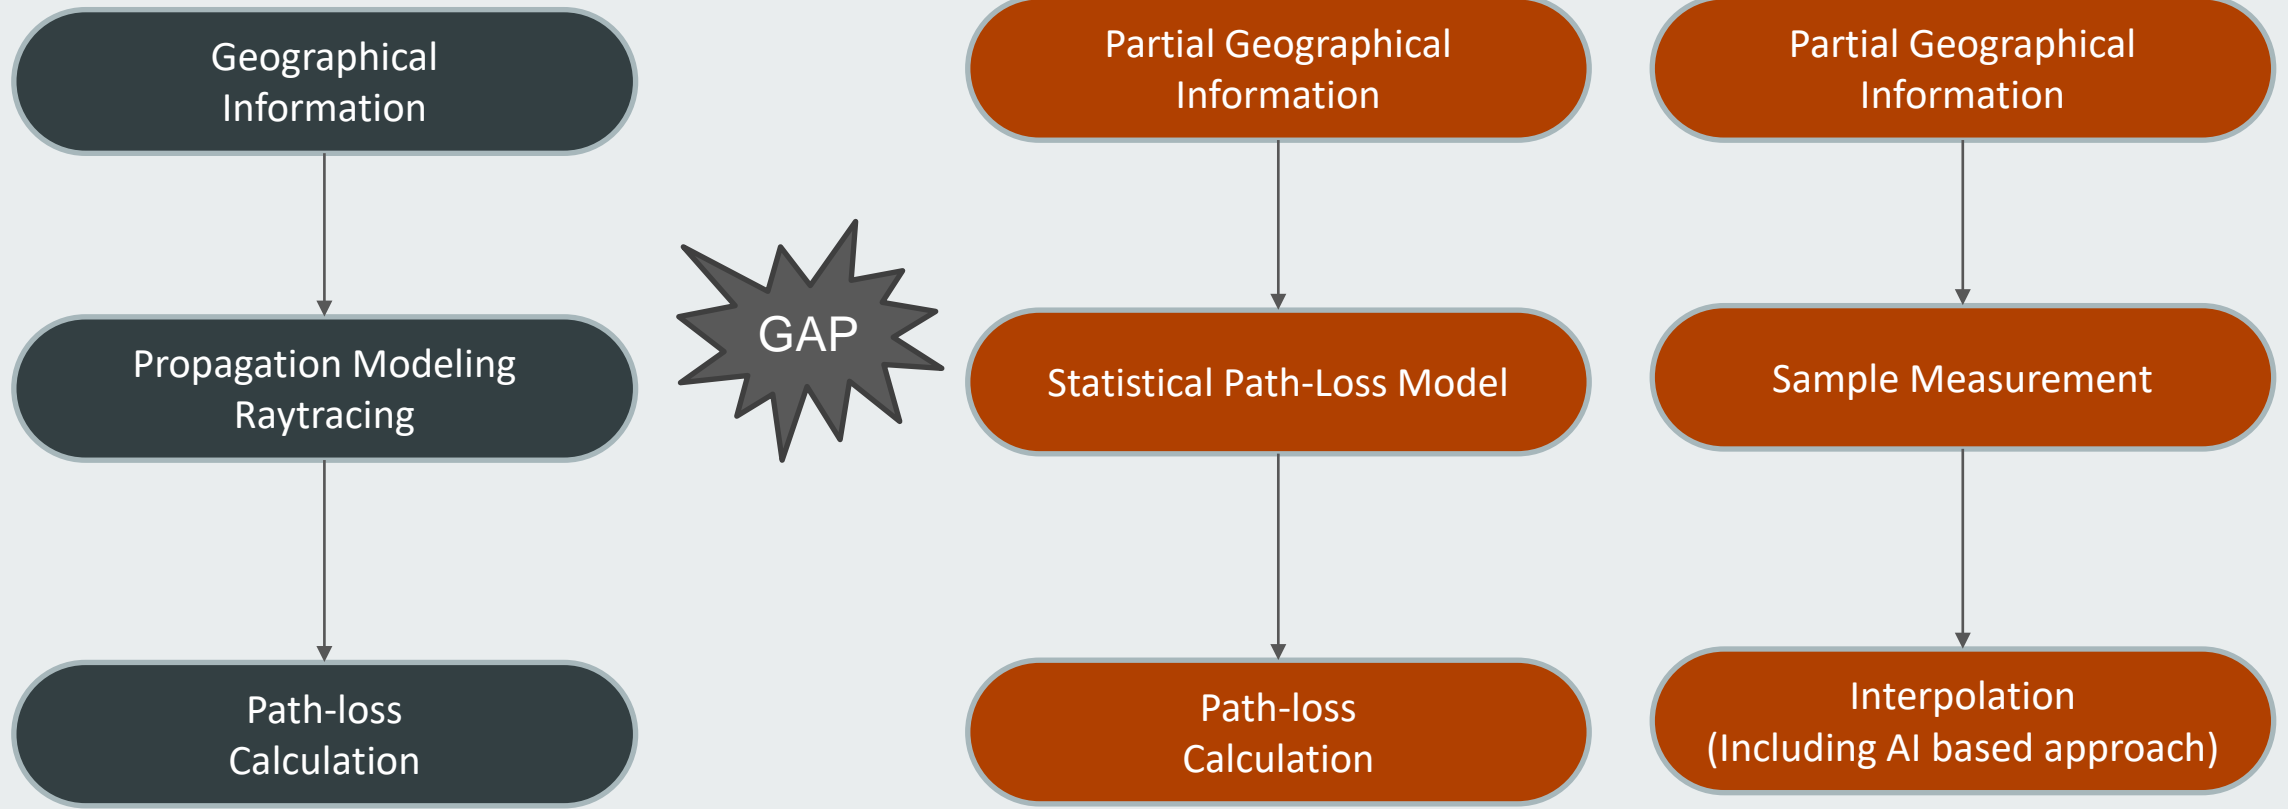 Geographical
Information
Propagation Modeling
Raytracing
Path-loss
Calculation
GAP
Partial Geographical
Information
Statistical Path-Loss Model
Path-loss
Calculation
Partial Geographical
Information
Sample Measurement
Interpolation
(Including AI based approach)